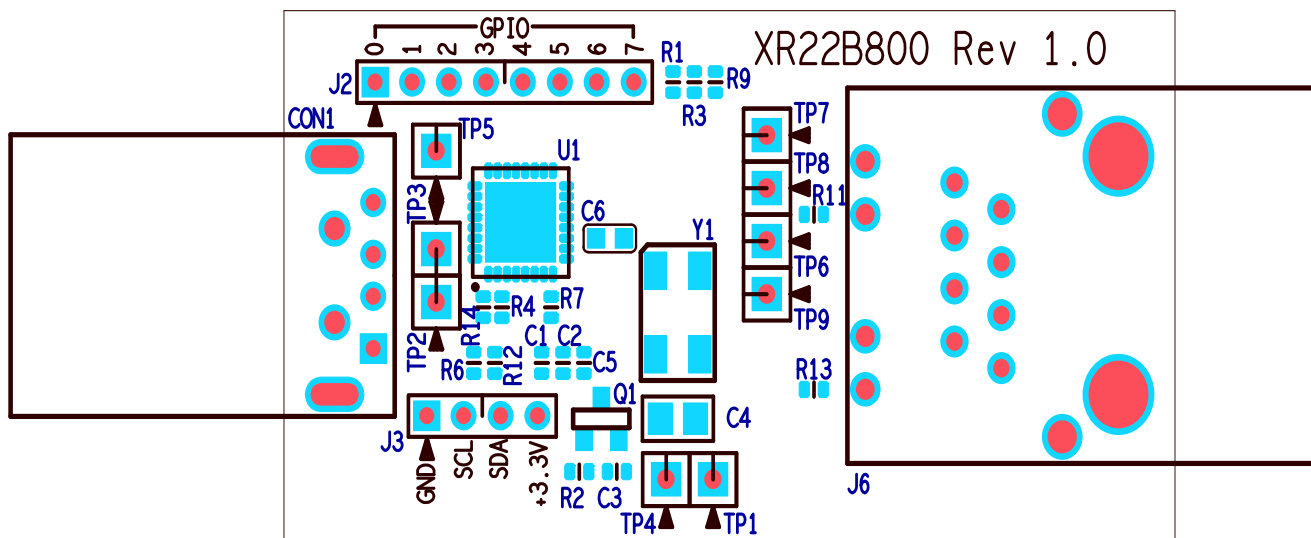 GPIO
0 1 2 3 4 5 6 7
J2
R1
R9
R3
XR22B800 Rev 1.0
CON1
TP5
U1
TP3
C6
Y1
TP7
TP8
R11
TP6
TP9
R14
R4
R7
TP2
R6
R12
C1
C2
C5
R13
Q1
C4
J3
GND
SCL
SDA
+3.3V
R2
C3
TP4
TP1
J6